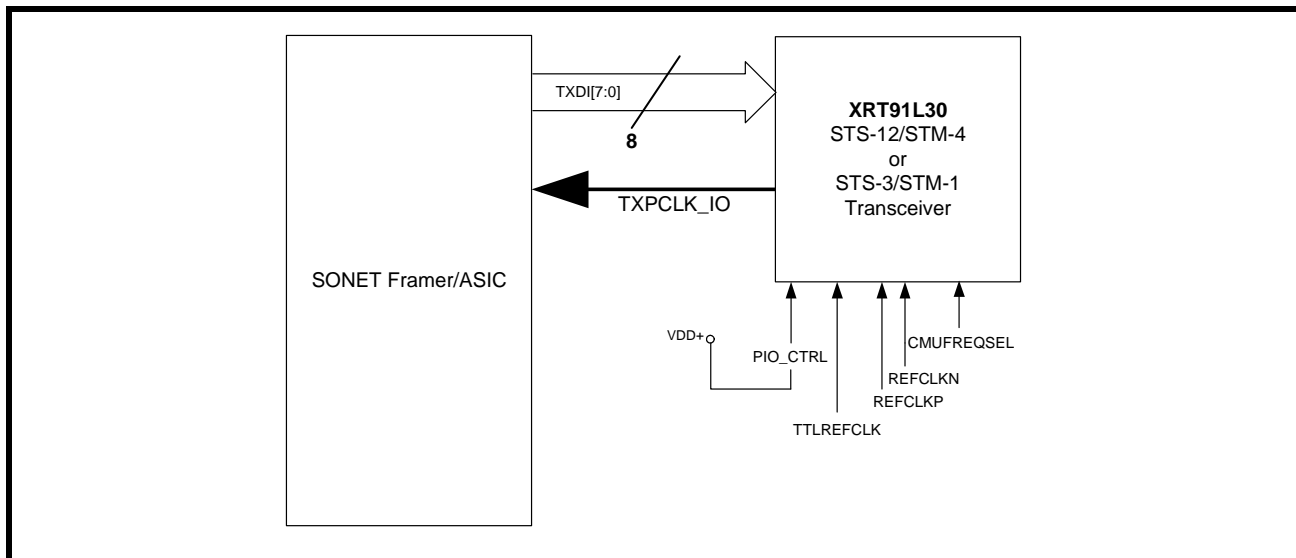 TXDI[7:0]
8
TXPCLK_IO
SONET Framer/ASIC
XRT91L30
STS-12/STM-4
or
STS-3/STM-1
Transceiver
VDD+
PIO_CTRL
CMUFREQSEL
REFCLKN
REFCLKP
TTLREFCLK